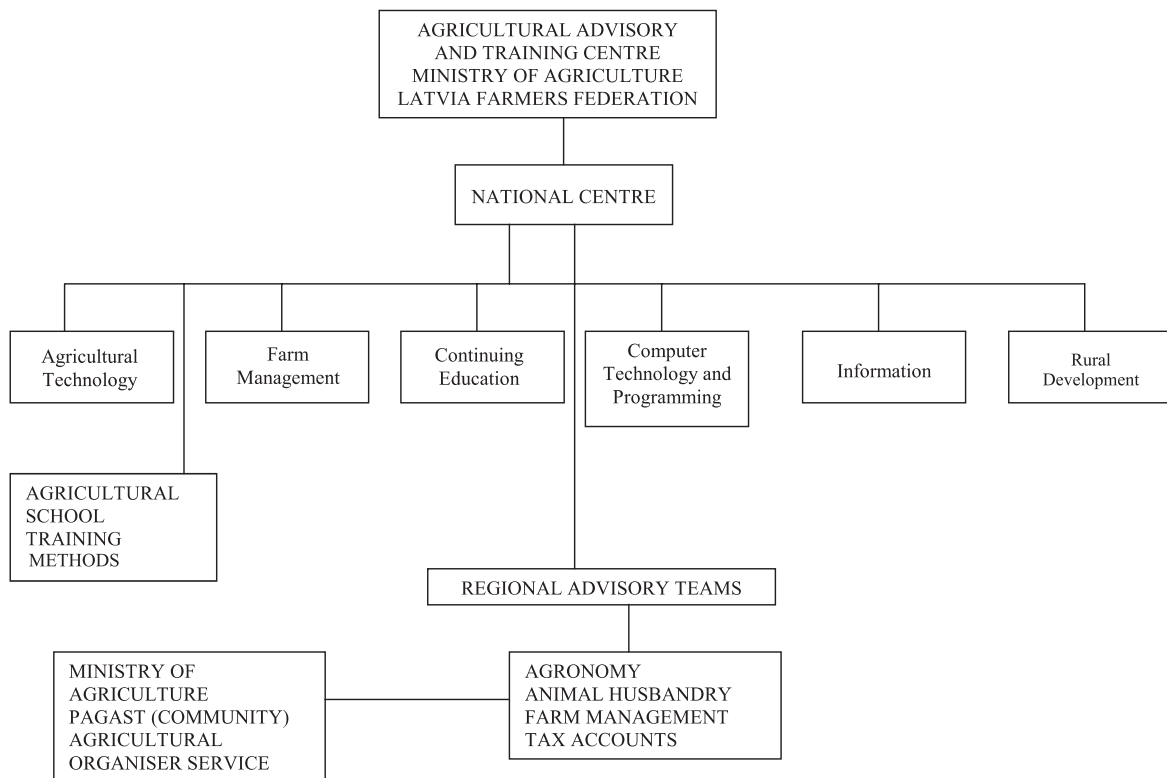 AGRICULTURAL ADVISORY
AND TRAINING CENTRE
MINISTRY OF AGRICULTURE
LATVIA FARMERS FEDERATION
NATIONAL CENTRE
Agricultural
Technology
Farm
Management
Continuing
Education
Computer
Technology and
Programming
Information
Rural
Development
AGRICULTURAL
SCHOOL
TRAINING
METHODS
REGIONAL ADVISORY TEAMS
MINISTRY OF
AGRICULTURE
PAGAST (COMMUNITY)
AGRICULTURAL
ORGANISER SERVICE
AGRONOMY
ANIMAL HUSBANDRY
FARM MANAGEMENT
TAX ACCOUNTS